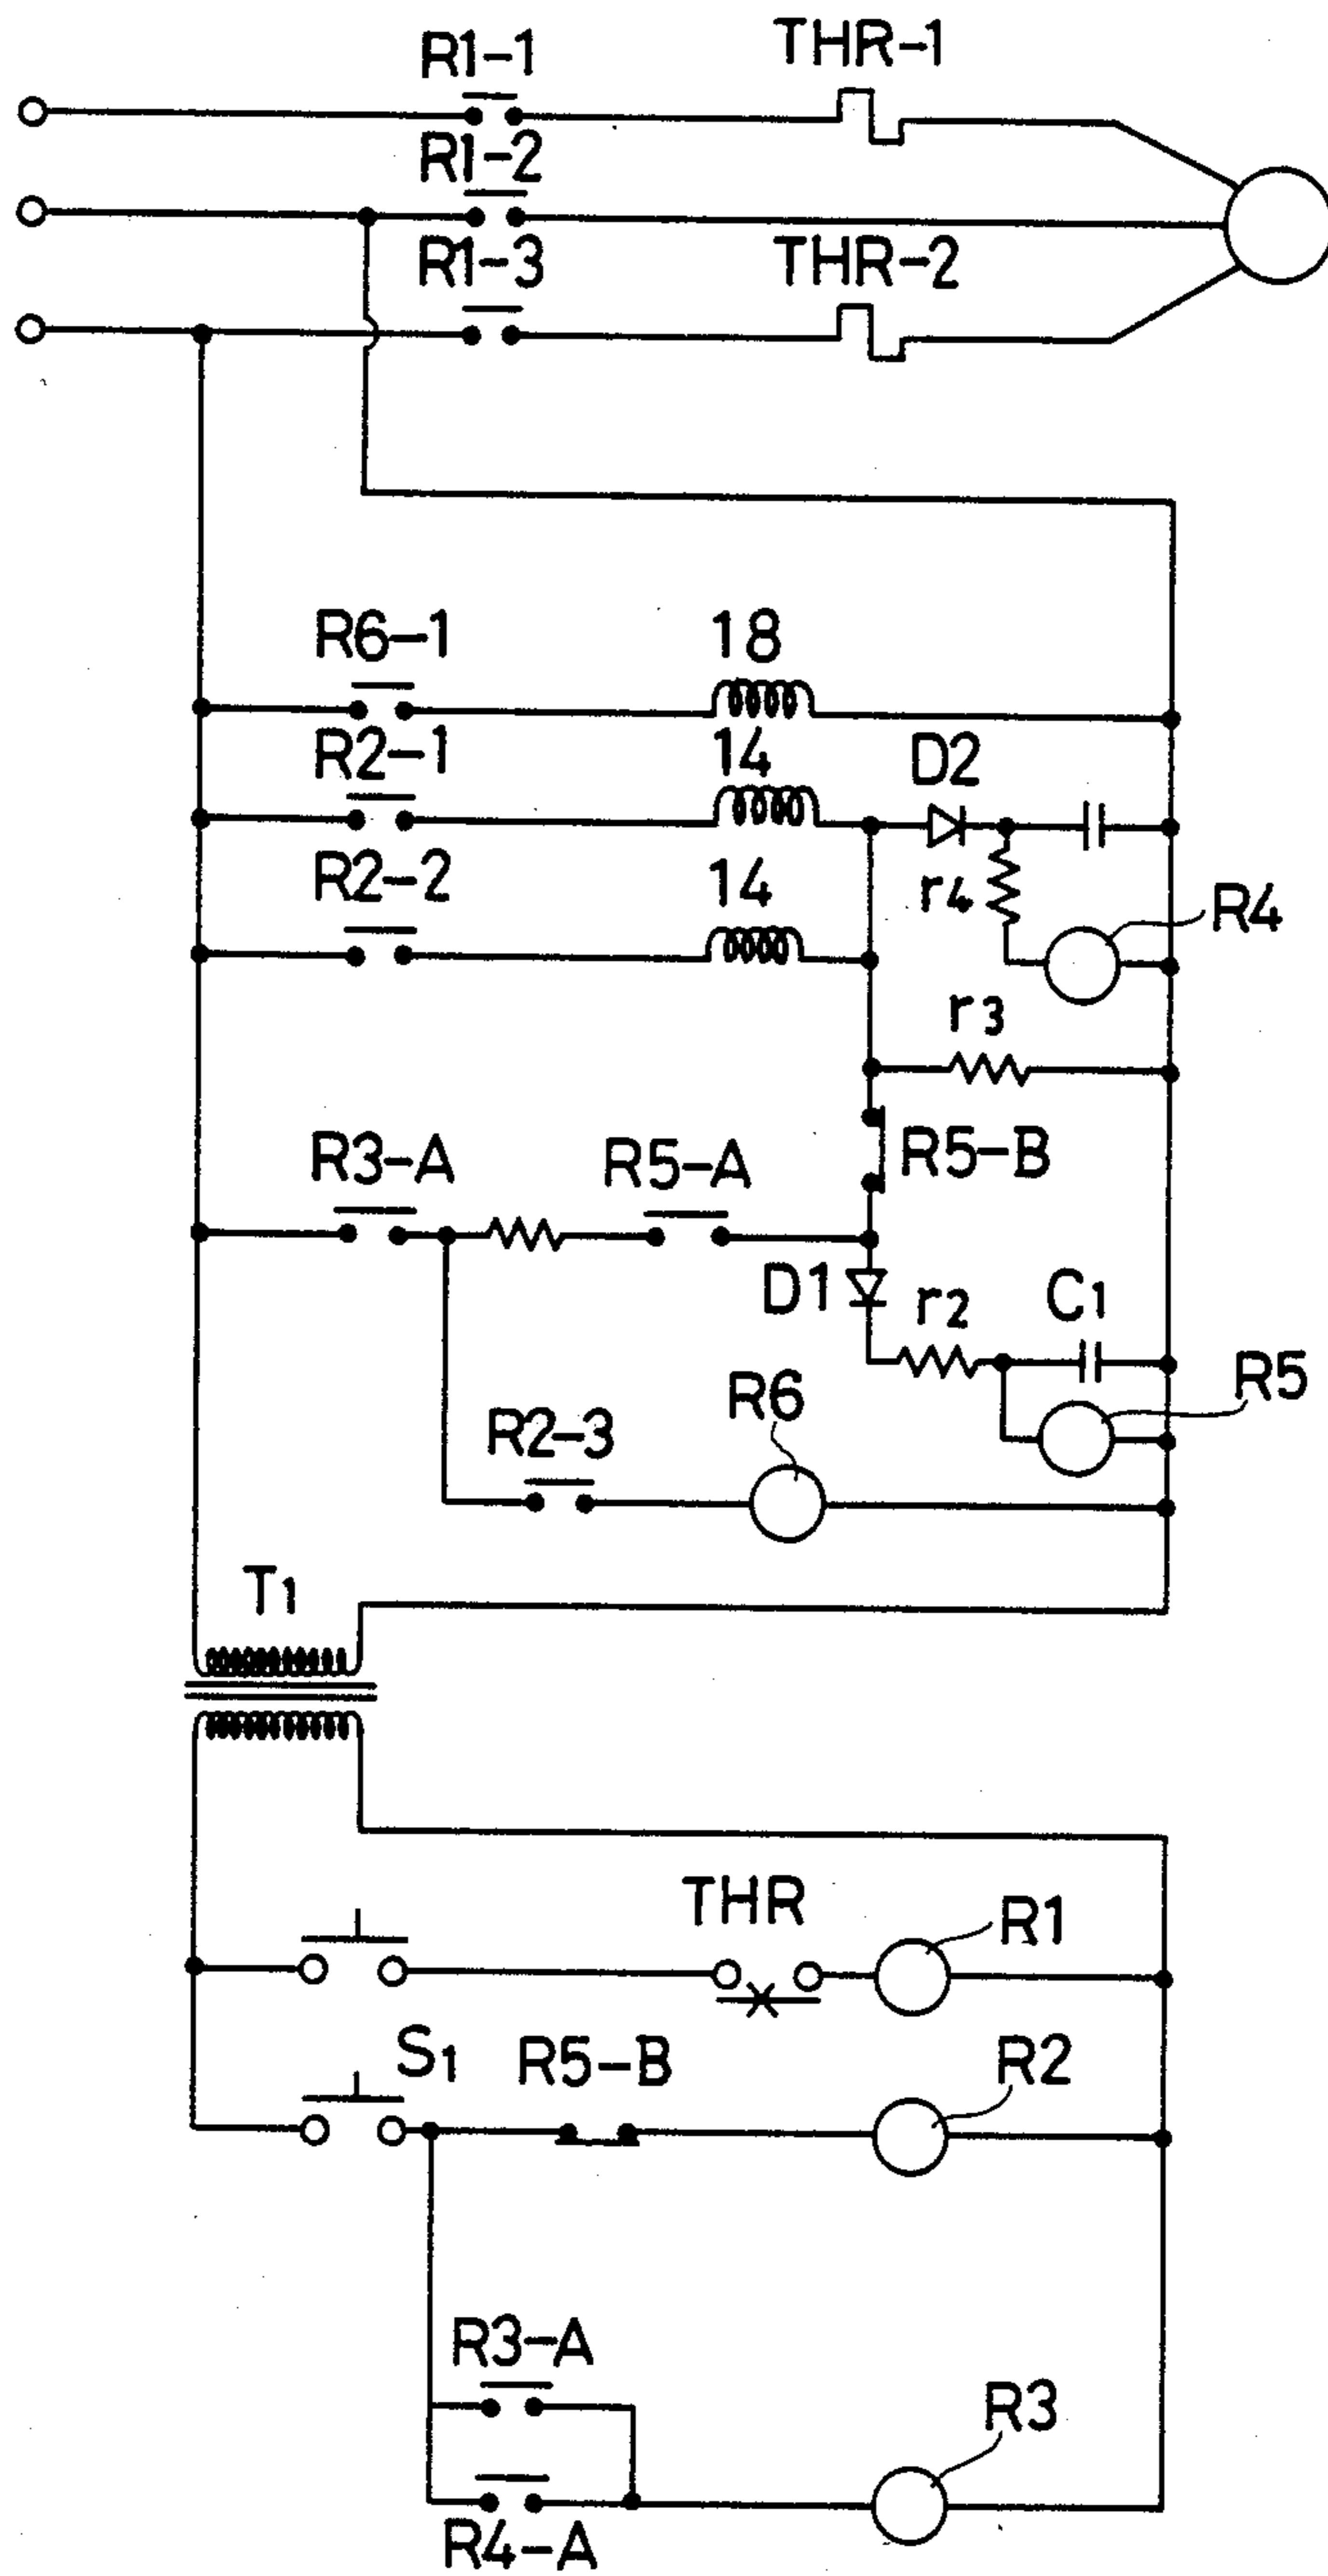 R1-1
THR-1
R1-2
R1-3
THR-2
R6-1
18
R2-1
14
D2
R2-2
14
r4
R4
r3
R3-A
R5-A
R5-B
D1
r2
C1
R5
R6
R2-3
T1
THR
R1
S1
R5-B
R2
R3-A
R3
R4-A